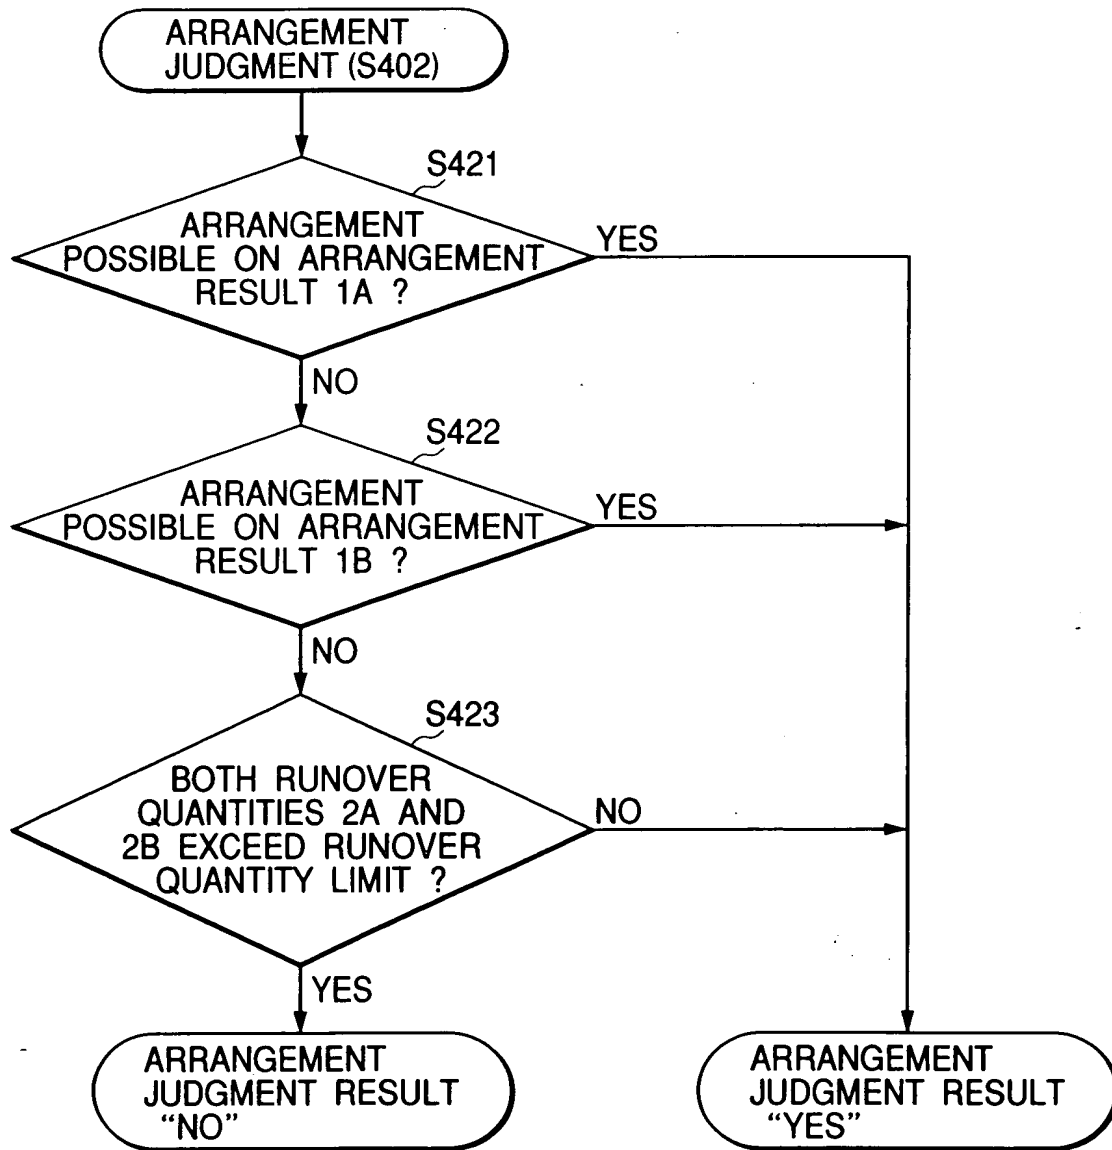 ARRANGEMENT
JUDGMENT (S402)
S421
ARRANGEMENT
POSSIBLE ON ARRANGEMENT
RESULT 1A ?
YES
NO
S422
ARRANGEMENT
POSSIBLE ON ARRANGEMENT
RESULT 1B ?
YES
NO
S423
BOTH RUNOVER
QUANTITIES 2A AND
2B EXCEED RUNOVER
QUANTITY LIMIT ?
NO
YES
ARRANGEMENT
JUDGMENT RESULT
“NO”
ARRANGEMENT
JUDGMENT RESULT
“YES”